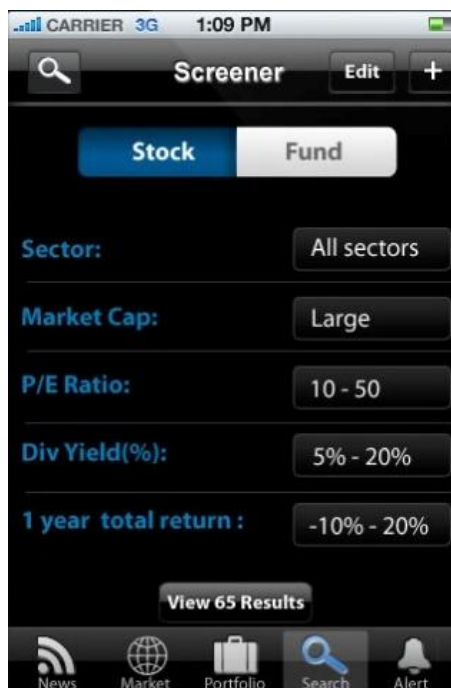 CARRIER 3G 1:09 PM
Screener Edit +
Stock Fund
Sector: All sectors
Market Cap: Large
P/E Ratio: 10 - 50
Div Yield(%): 5% - 20%
1 year total return : -10% - 20%
View 65 Results
News Market Portfolio Search Alert